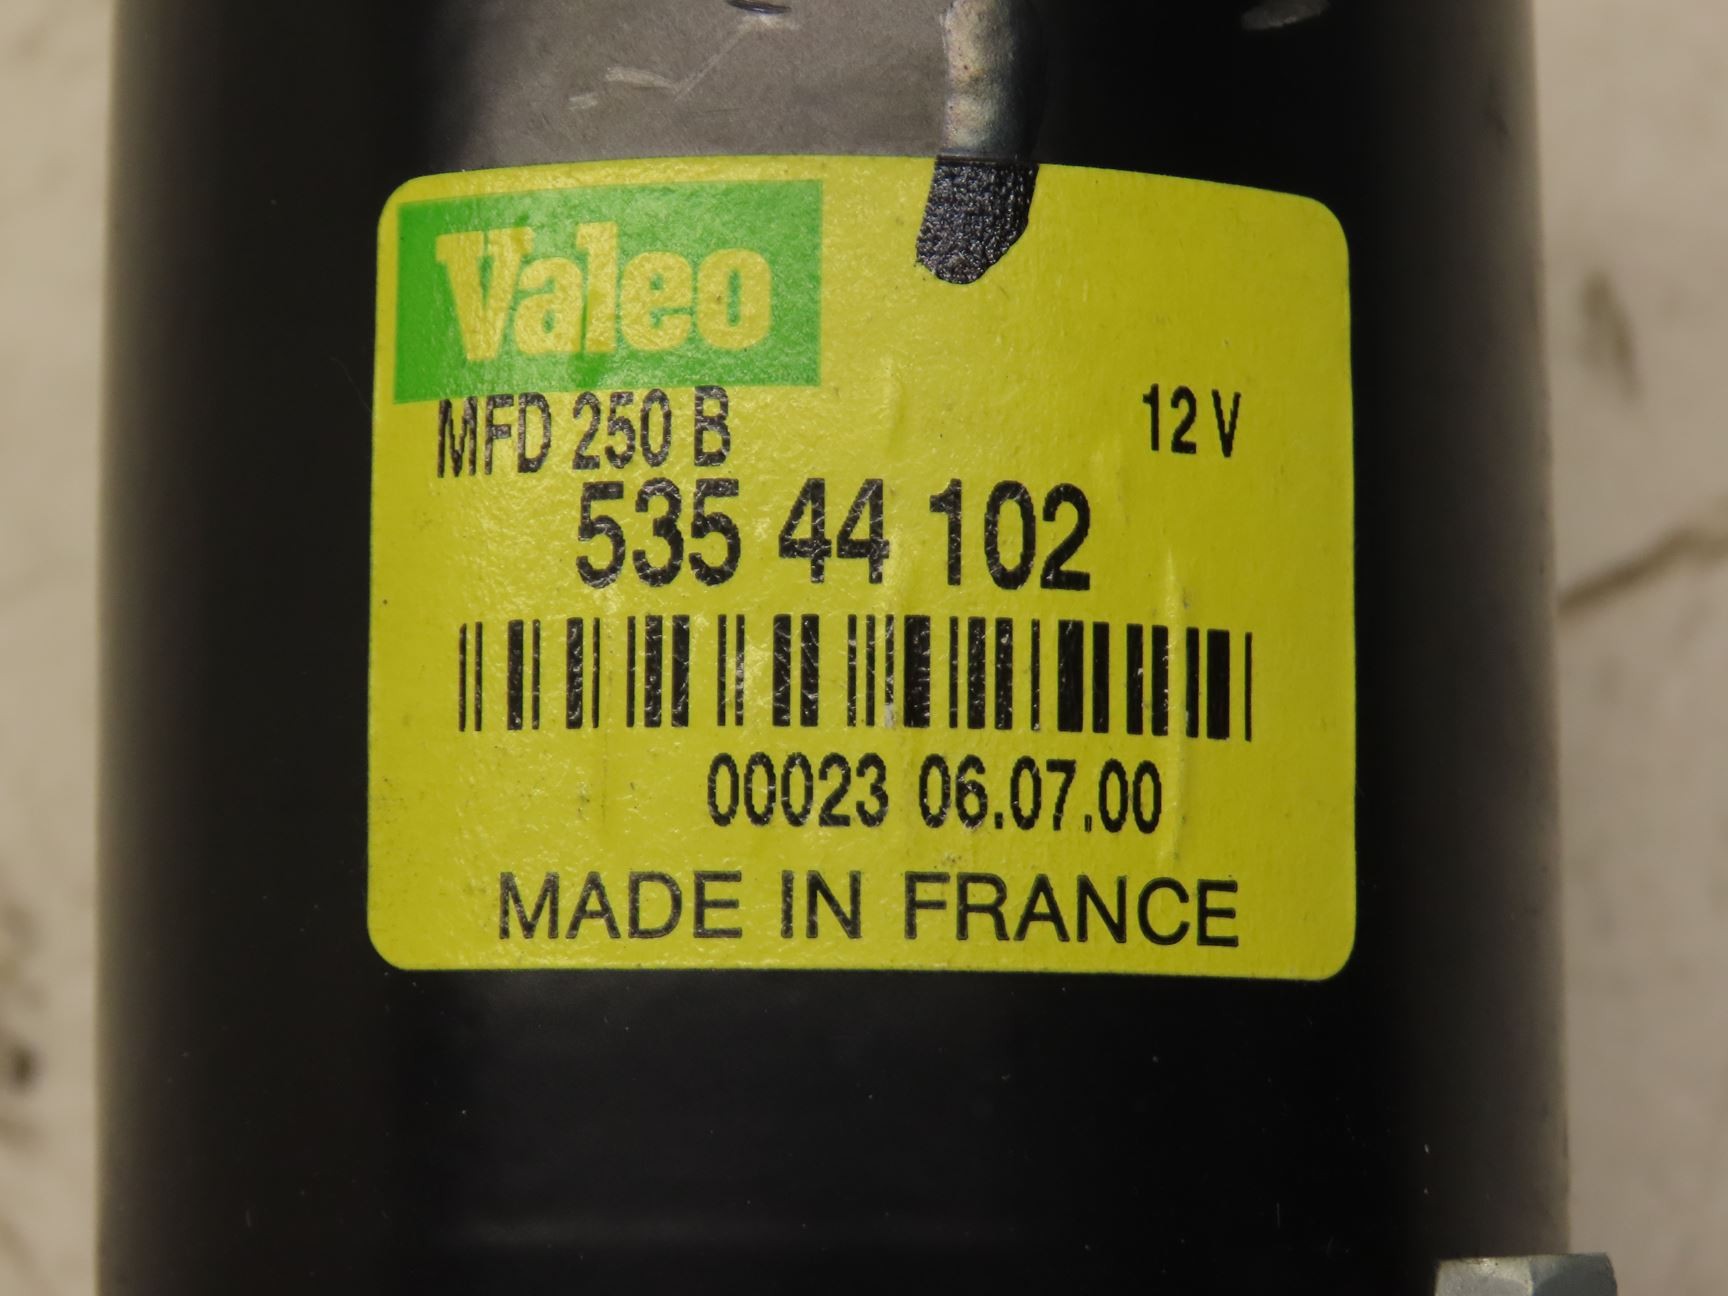 Valeo
MFD 250 B 12 V
535 44 102
00023 06.07.00
MADE IN FRANCE